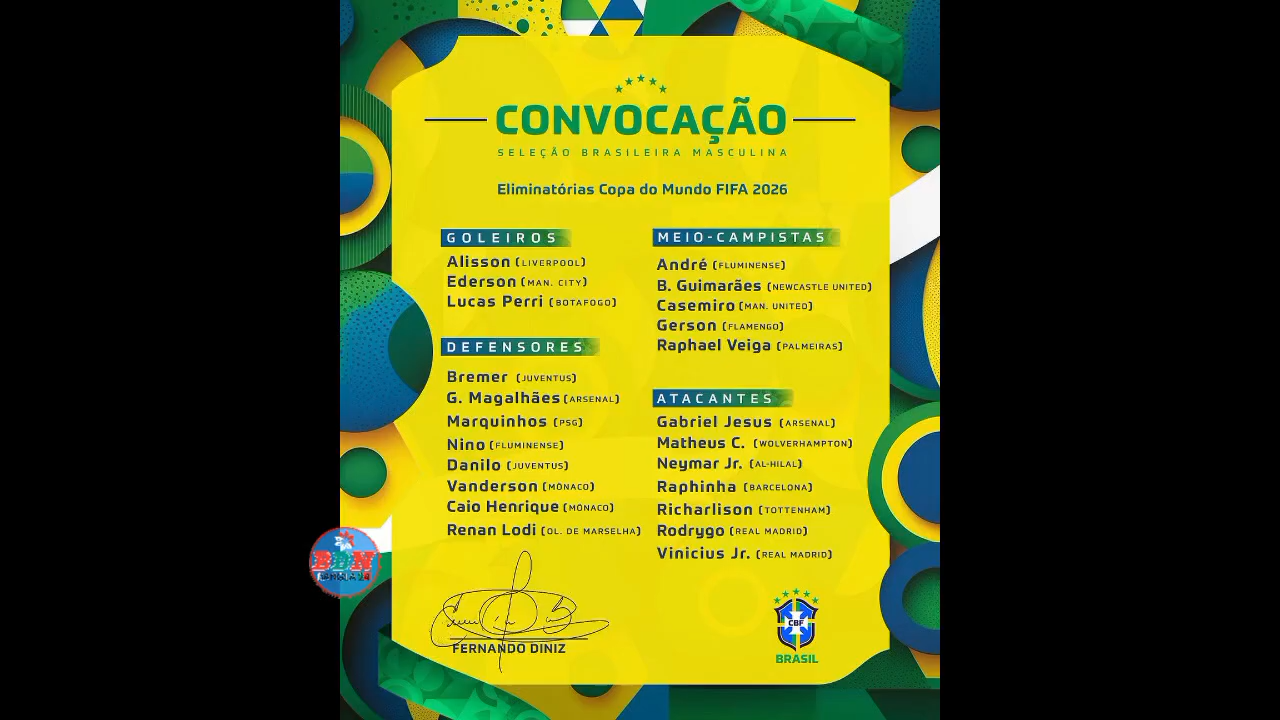 CONVOCAÇÃO
SELEÇÃO BRASILEIRA MASCULINA
Eliminatórias Copa do Mundo FIFA 2026
GOLEIROS
Alisson (LIVERPOOL)
Ederson (MAN. CITY)
Lucas Perri (BOTAFOGO)
DEFENSORES
Bremer (JUVENTUS)
G. Magalhães (ARSENAL)
Marquinhos (PSG)
Nino (FLUMINENSE)
Danilo (JUVENTUS)
Vanderson (MÔNACO)
Caio Henrique (MÔNACO)
Renan Lodi (OL. DE MARSELHA)
MEIO-CAMPISTAS
André (FLUMINENSE)
B. Guimarães (NEWCASTLE UNITED)
Casemiro (MAN. UNITED)
Gerson (FLAMENGO)
Raphael Veiga (PALMEIRAS)
ATACANTES
Gabriel Jesus (ARSENAL)
Matheus C. (WOLVERHAMPTON)
Neymar Jr. (AL-HILAL)
Raphinha (BARCELONA)
Richarlison (TOTTENHAM)
Rodrygo (REAL MADRID)
Vinicius Jr. (REAL MADRID)
FERNANDO DINIZ
CBF
BRASIL
BDN